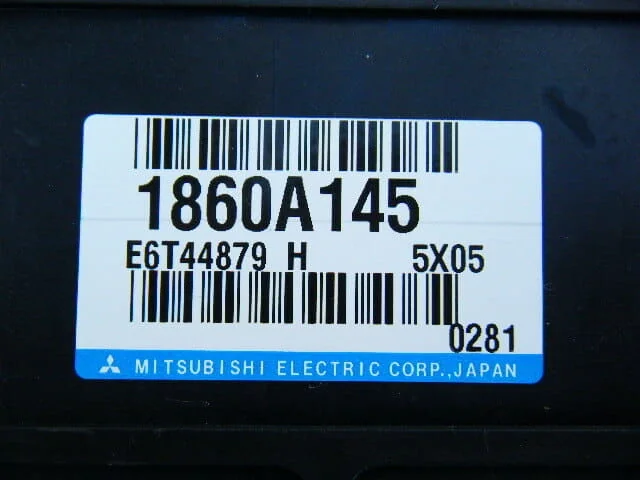 1860A145
E6T44879 H 5X05
0281
MITSUBISHI ELECTRIC CORP.,JAPAN